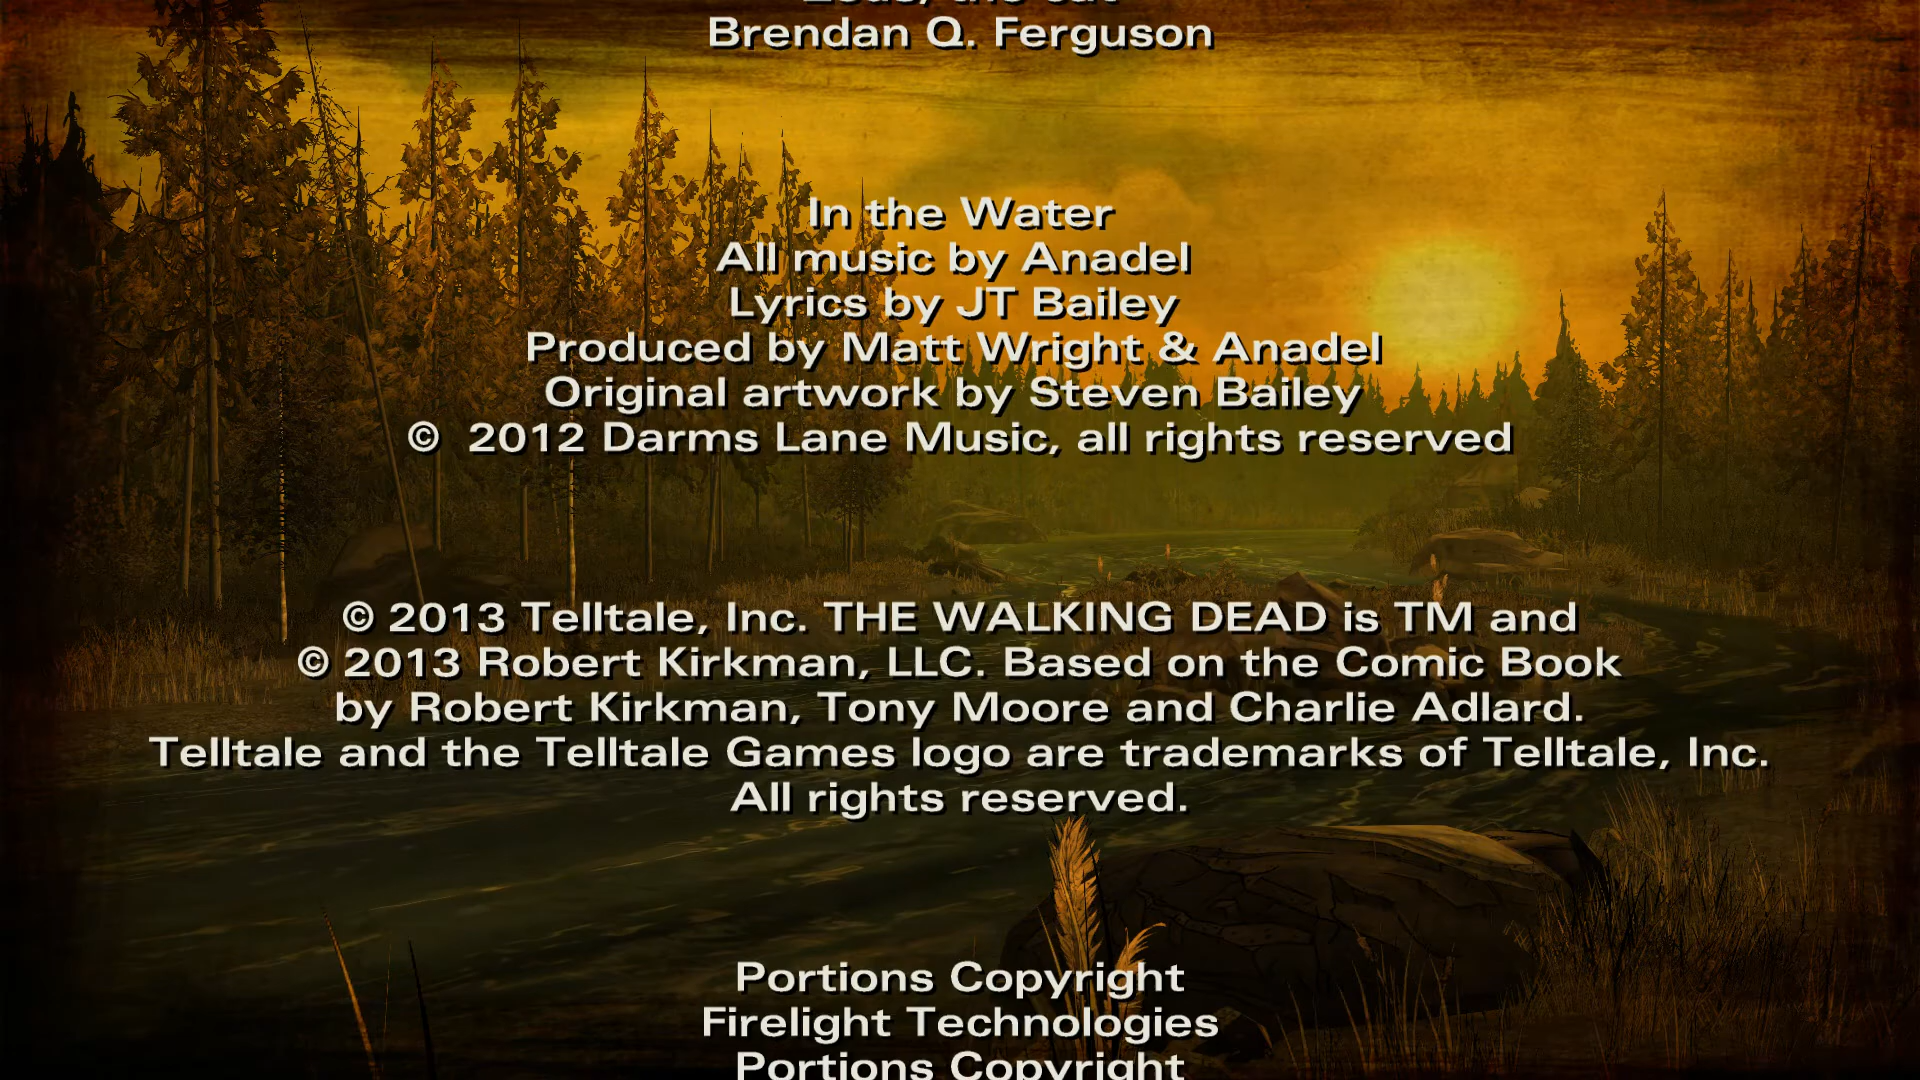 Brendan Q. Ferguson
In the Water
All music by Anadel
Lyrics by JT Bailey
Produced by Matt Wright & Anadel
Original artwork by Steven Bailey
© 2012 Darms Lane Music, all rights reserved
© 2013 Telltale, Inc. THE WALKING DEAD is TM and
© 2013 Robert Kirkman, LLC. Based on the Comic Book
by Robert Kirkman, Tony Moore and Charlie Adlard.
Telltale and the Telltale Games logo are trademarks of Telltale, Inc.
All rights reserved.
Portions Copyright
Firelight Technologies
Portions Copyright